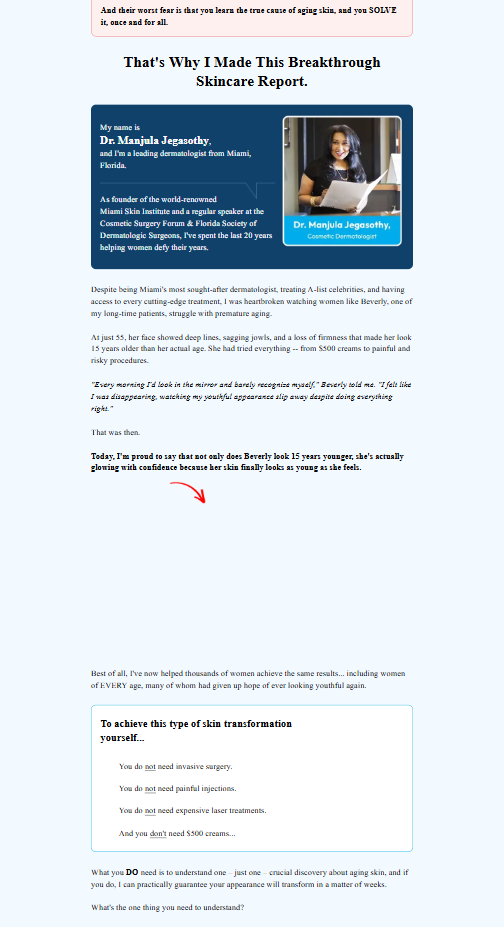 And their worst fear is that you learn the true cause of aging skin, and you SOLVE
it, once and for all.
That's Why I Made This Breakthrough
Skincare Report.
My name is
Dr. Manjula Jegasothy,
and I'm a leading dermatologist from Miami,
Florida.
As founder of the world-renowned
Miami Skin Institute and a regular speaker at the
Cosmetic Surgery Forum & Florida Society of
Dermatologic Surgeons, I've spent the last 20 years
helping women defy their years.
Dr. Manjula Jegasothy,
Cosmetic Dermatologist
Despite being Miami's most sought-after dermatologist, treating A-list celebrities, and having
access to every cutting-edge treatment, I was heartbroken watching women like Beverly, one of
my long-time patients, struggle with premature aging.
At just 55, her face showed deep lines, sagging jowls, and a loss of firmness that made her look
15 years older than her actual age. She had tried everything -- from $500 creams to painful and
risky procedures.
"Every morning I'd look in the mirror and barely recognize myself," Beverly told me. "I felt like
I was disappearing, watching my youthful appearance slip away despite doing everything
right."
That was then.
Today, I'm proud to say that not only does Beverly look 15 years younger, she's actually
glowing with confidence because her skin finally looks as young as she feels.
Best of all, I've now helped thousands of women achieve the same results... including women
of EVERY age, many of whom had given up hope of ever looking youthful again.
To achieve this type of skin transformation
yourself...
You do not need invasive surgery.
You do not need painful injections.
You do not need expensive laser treatments.
And you don't need $500 creams...
What you DO need is to understand one – just one – crucial discovery about aging skin, and if
you do, I can practically guarantee your appearance will transform in a matter of weeks.
What's the one thing you need to understand?